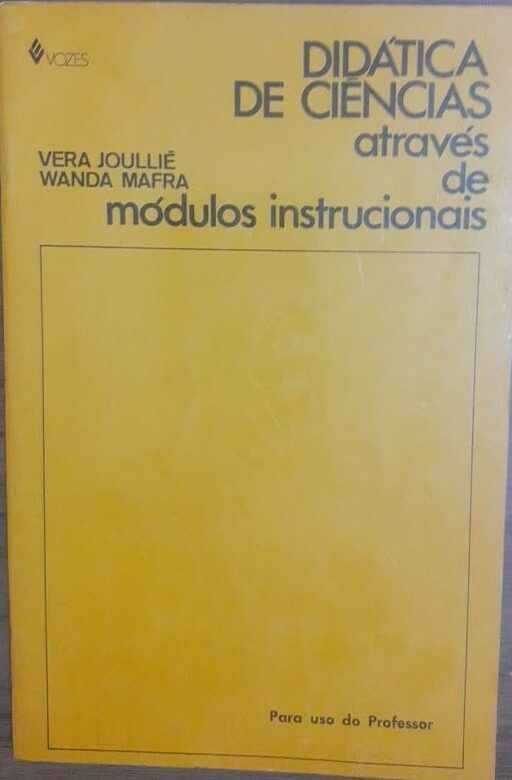 VOZES
DIDÁTICA
DE CIÊNCIAS
através
de
módulos instrucionais
VERA JOULLIÉ
WANDA MAFRA
Para uso do Professor